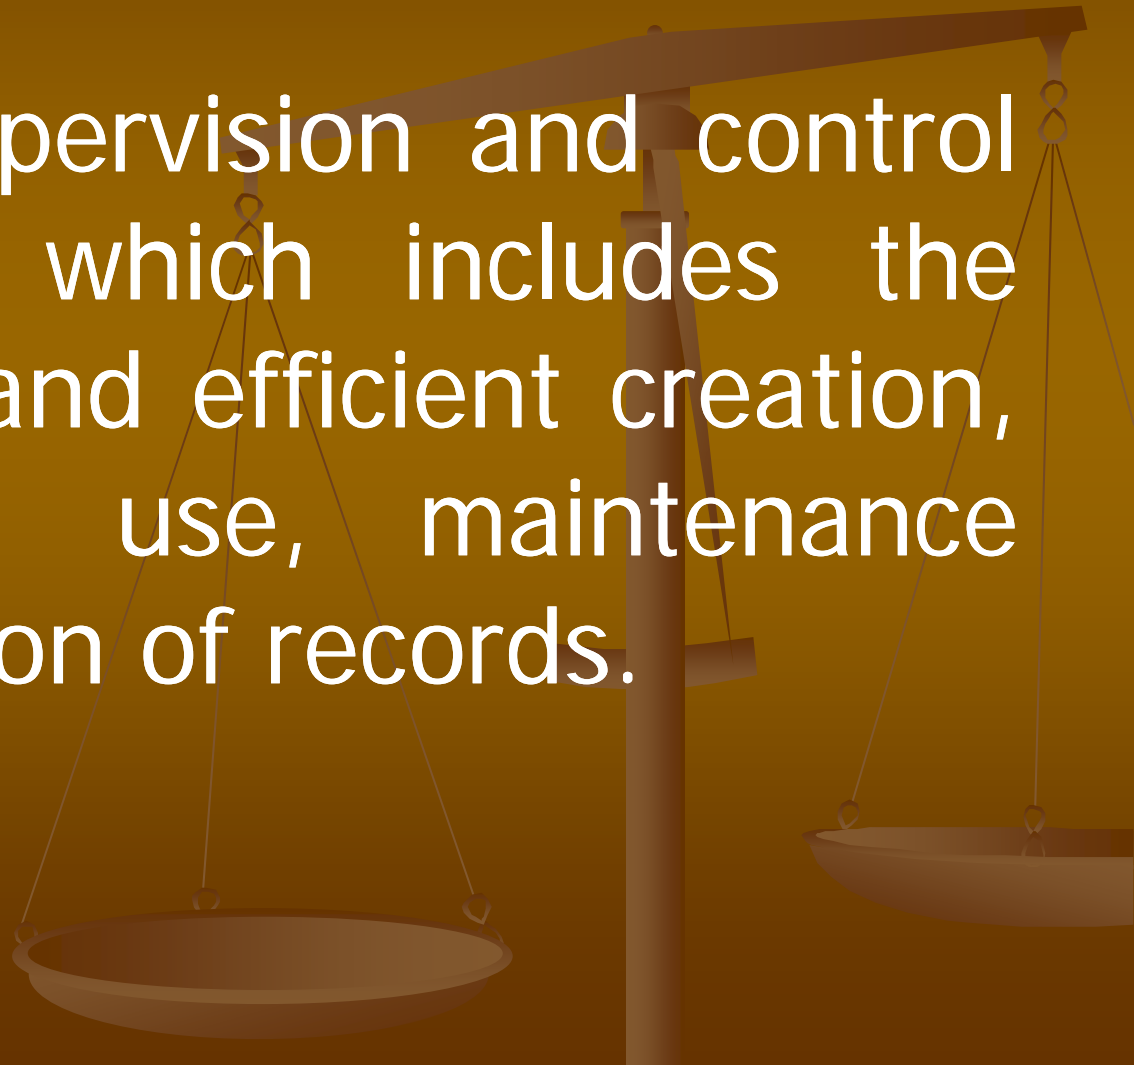 pervision and control
which includes the
and efficient creation,
use, maintenance
on of records.